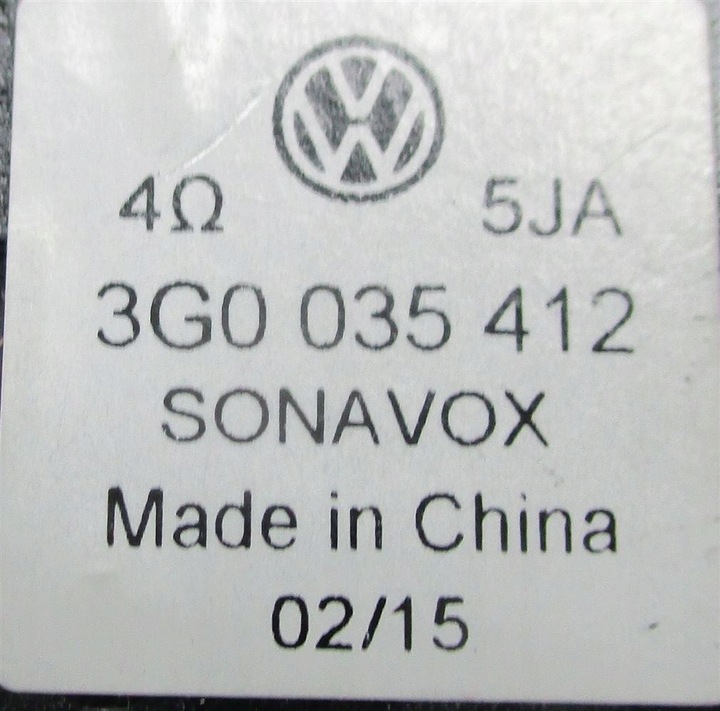 4Ω 5JA
3G0 035 412
SONAVOX
Made in China
02/15